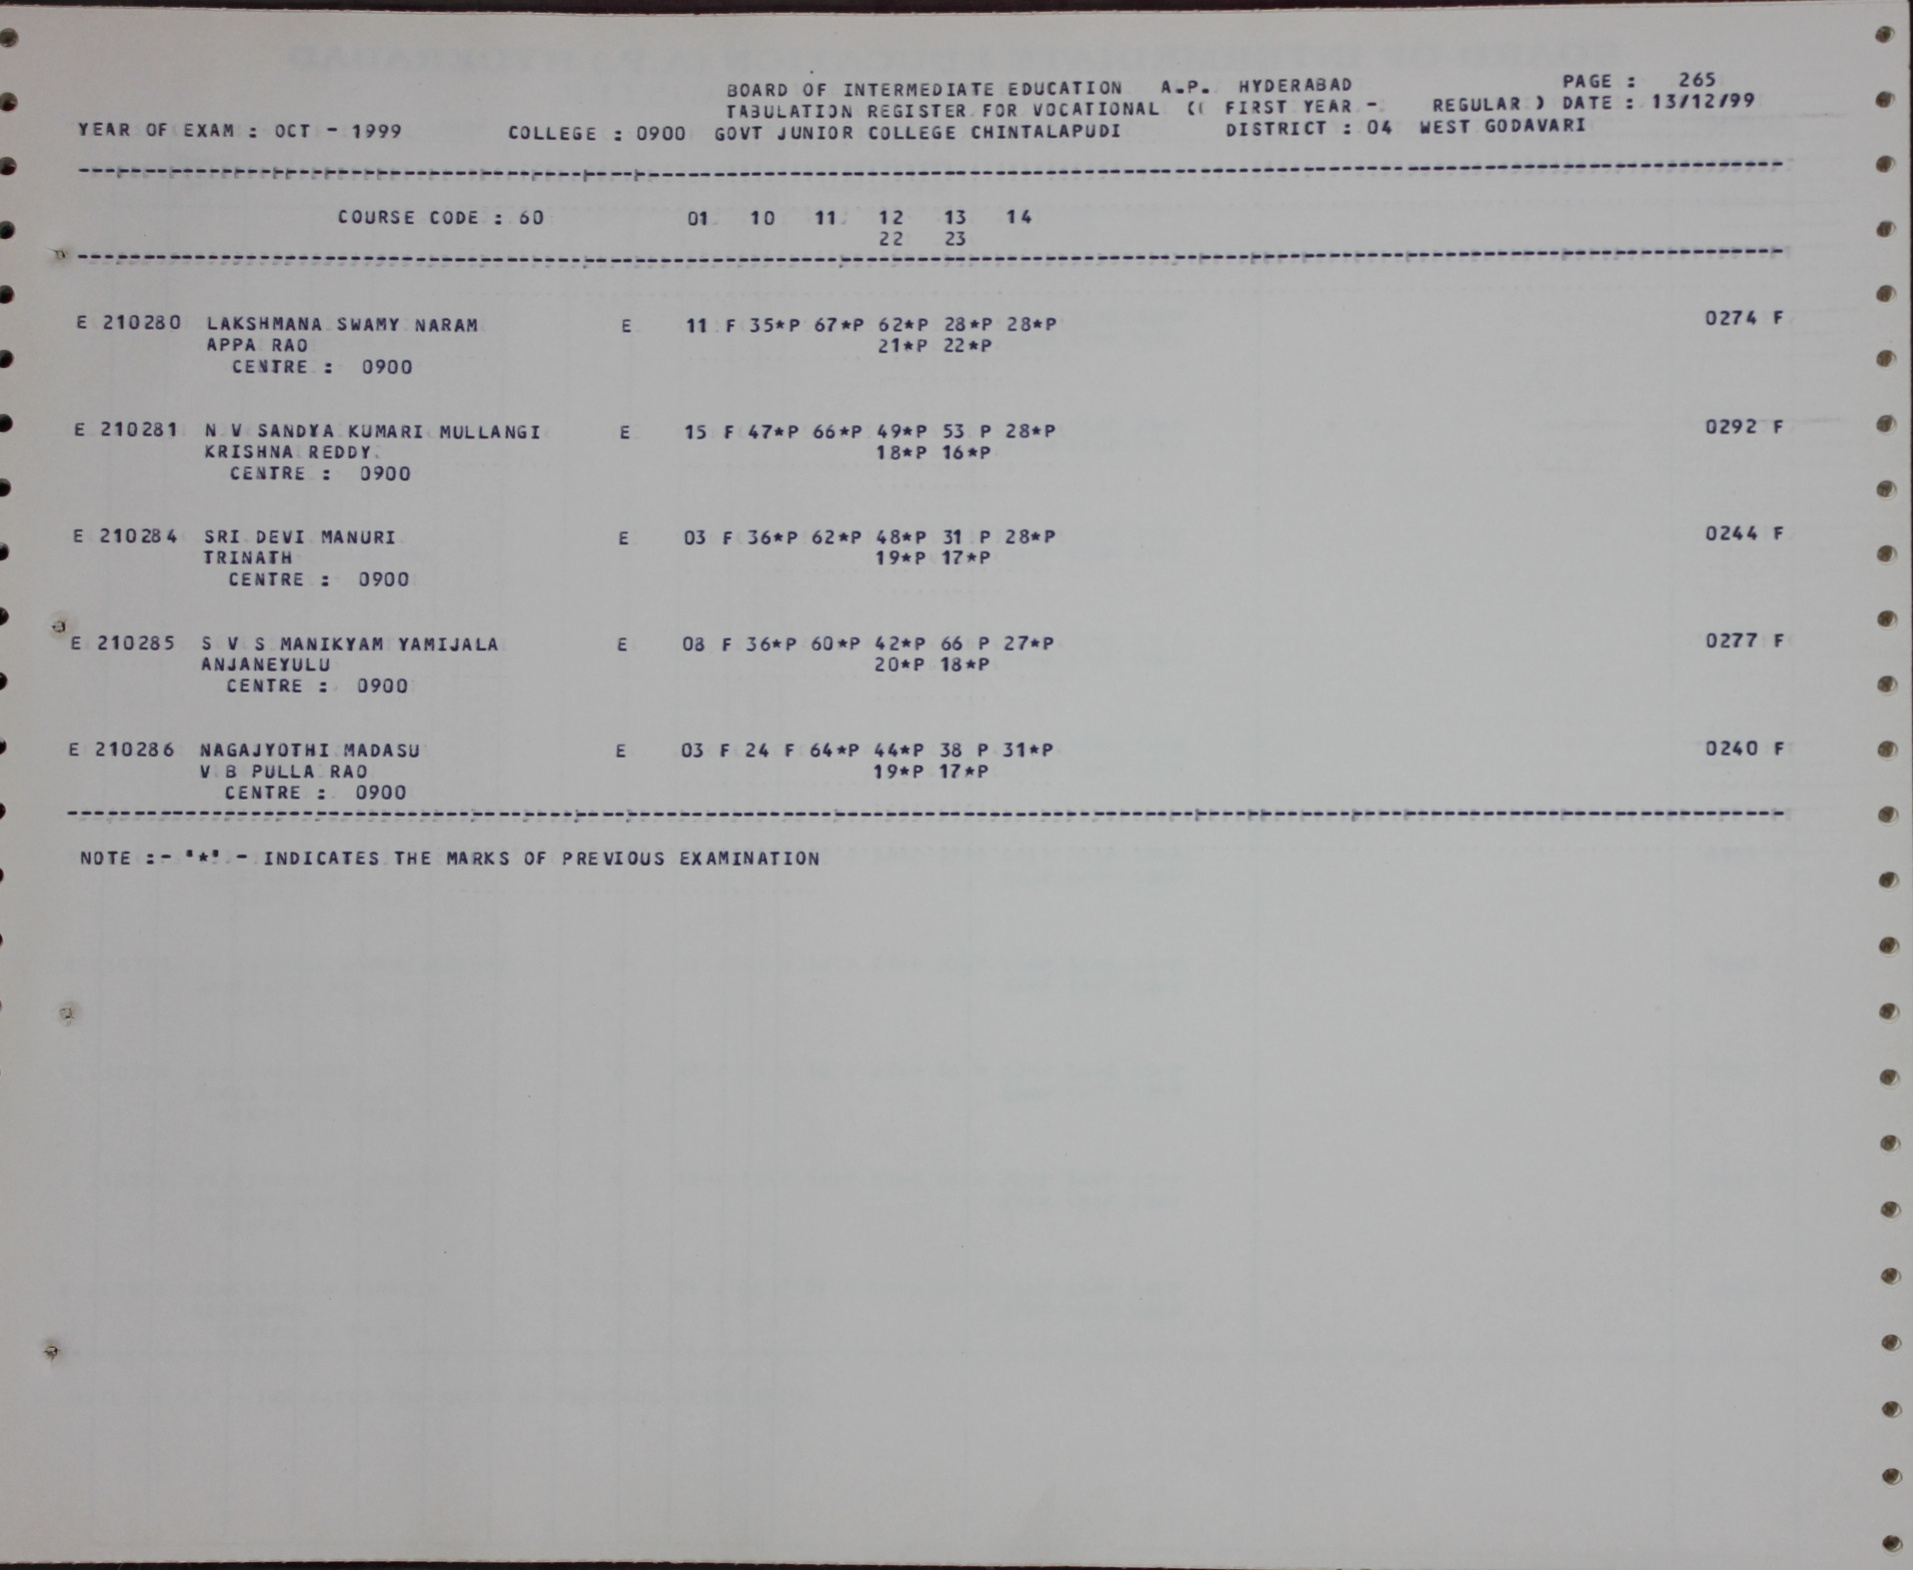 BOARD OF INTERMEDIATE EDUCATION A.P. HYDERABAD PAGE : 265
TABULATION REGISTER FOR VOCATIONAL (( FIRST YEAR - REGULAR ) DATE : 13/12/99
YEAR OF EXAM : OCT - 1999 COLLEGE : 0900 GOVT JUNIOR COLLEGE CHINTALAPUDI DISTRICT : 04 WEST GODAVARI
COURSE CODE : 60 01 10 11 12 13 14
22 23
E 210280 LAKSHMANA SWAMY NARAM E 11 F 35*P 67*P 62*P 28*P 28*P 0274 F
APPA RAO 21*P 22*P
CENTRE : 0900
E 210281 N V SANDYA KUMARI MULLANGI E 15 F 47*P 66*P 49*P 53 P 28*P 0292 F
KRISHNA REDDY 18*P 16*P
CENTRE : 0900
E 210284 SRI DEVI MANURI E 03 F 36*P 62*P 48*P 31 P 28*P 0244 F
TRINATH 19*P 17*P
CENTRE : 0900
E 210285 S V S MANIKYAM YAMIJALA E 08 F 36*P 60*P 42*P 66 P 27*P 0277 F
ANJANEYULU 20*P 18*P
CENTRE : 0900
E 210286 NAGAJYOTHI MADASU E 03 F 24 F 64*P 44*P 38 P 31*P 0240 F
V B PULLA RAO 19*P 17*P
CENTRE : 0900
NOTE :- '*' - INDICATES THE MARKS OF PREVIOUS EXAMINATION